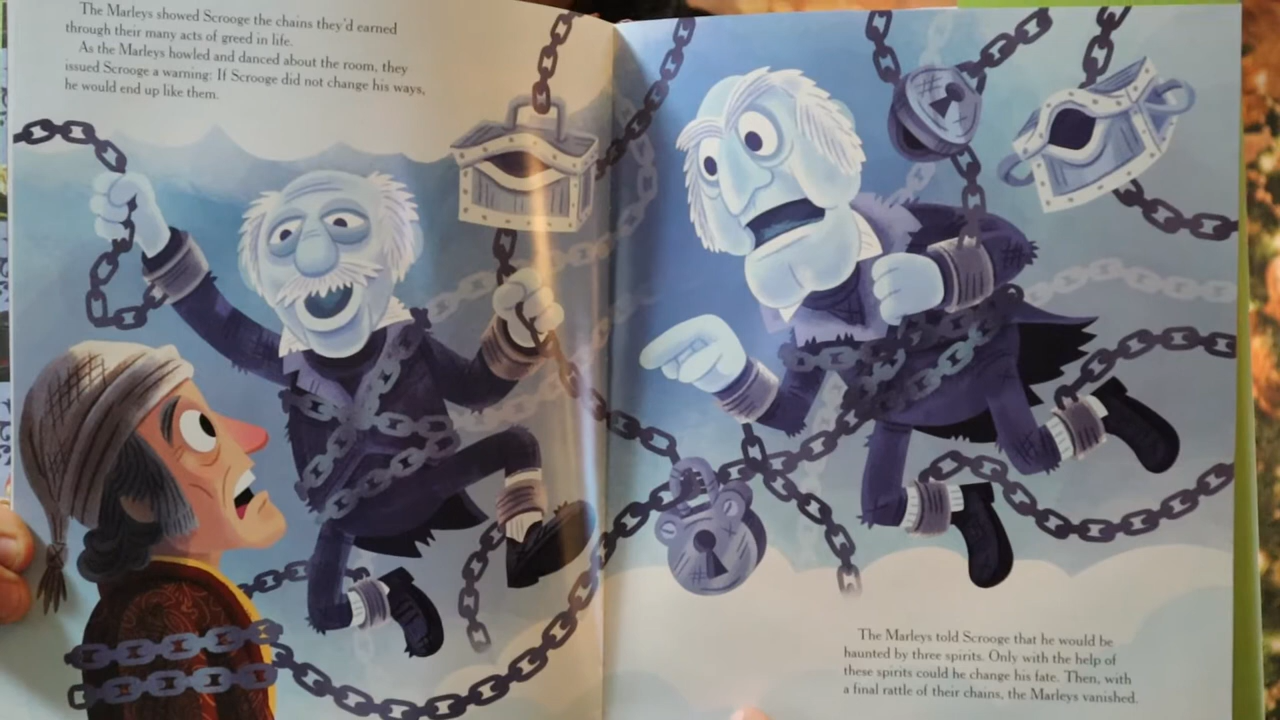 The Marleys showed Scrooge the chains they'd earned
through their many acts of greed in life.
As the Marleys howled and danced about the room, they
issued Scrooge a warning: If Scrooge did not change his ways,
he would end up like them.
The Marleys told Scrooge that he would be
haunted by three spirits. Only with the help of
these spirits could he change his fate. Then, with
a final rattle of their chains, the Marleys vanished.